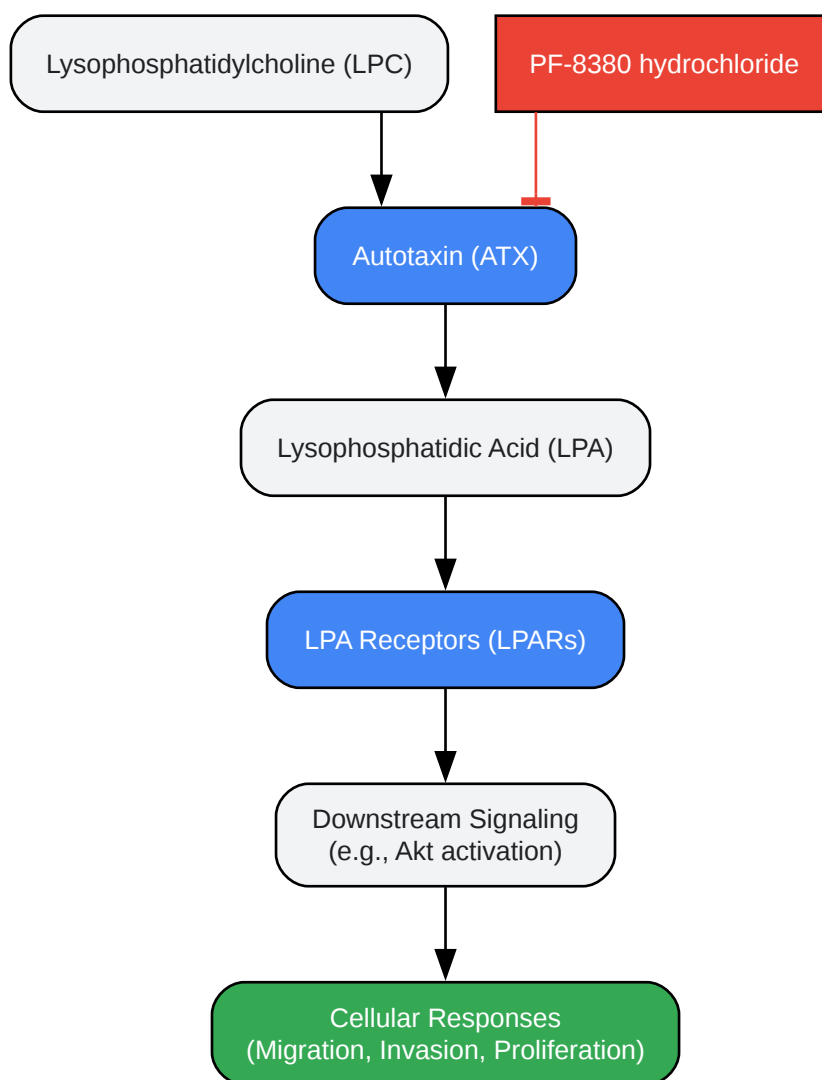 Lysophosphatidylcholine (LPC)
PF-8380 hydrochloride
Autotaxin (ATX)
Lysophosphatidic Acid (LPA)
LPA Receptors (LPARs)
Downstream Signaling
(e.g., Akt activation)
Cellular Responses
(Migration, Invasion, Proliferation)